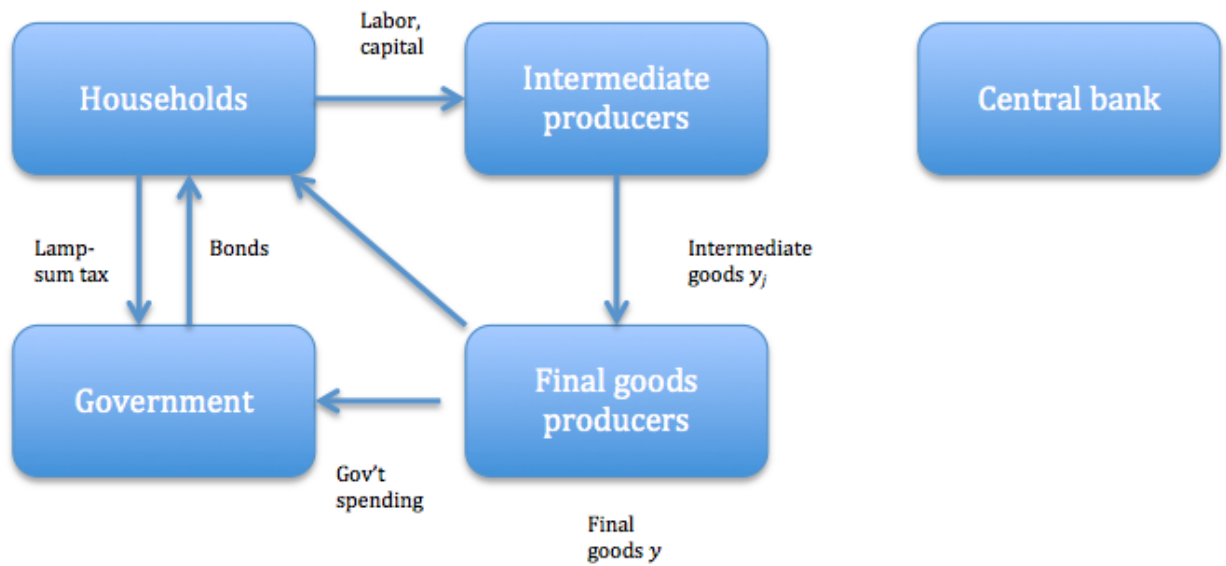 Labor,
capital
Households
Intermediate
producers
Central bank
Lamp-
sum tax
Bonds
Intermediate
goods yⱼ
Government
Final goods
producers
Gov't
spending
Final
goods y